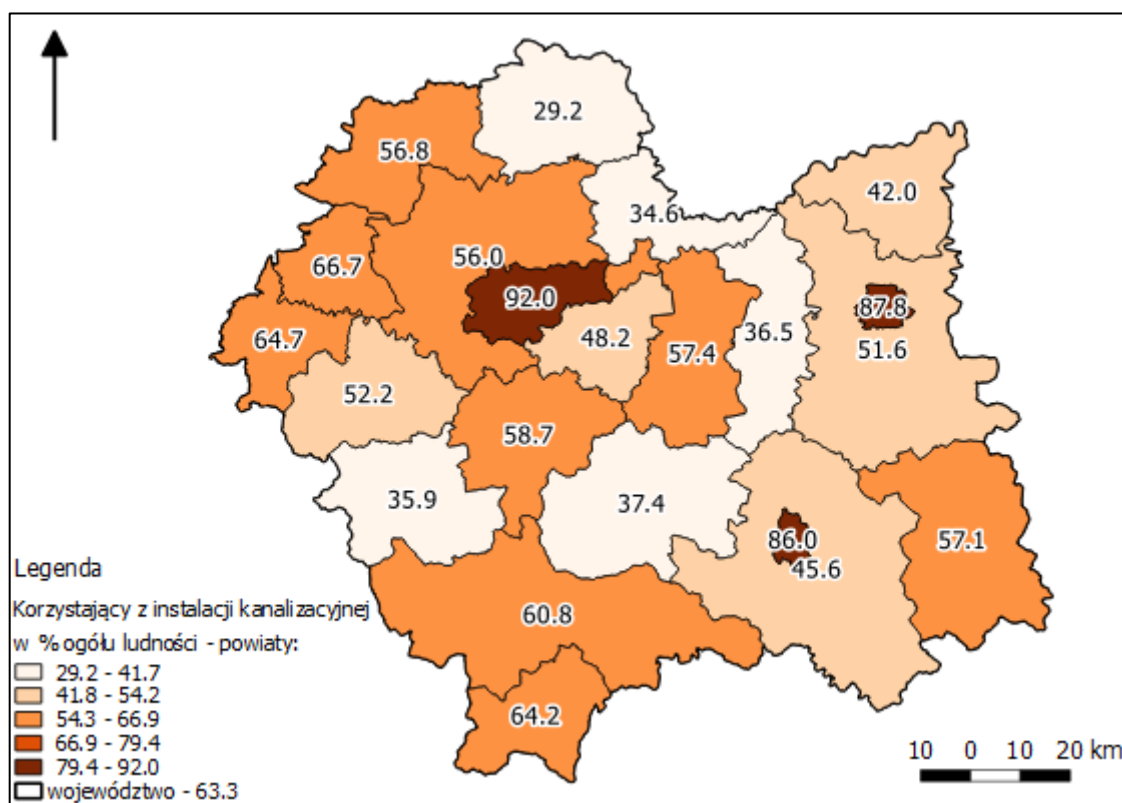 29.2
56.8
42.0
34.6
66.7
56.0
92.0
87.8
64.7
48.2
57.4
36.5
51.6
52.2
58.7
35.9
37.4
86.0
57.1
45.6
60.8
64.2
Legenda
Korzystający z instalacji kanalizacyjnej
w % ogółu ludności - powiaty:
29.2 - 41.7
41.8 - 54.2
54.3 - 66.9
66.9 - 79.4
79.4 - 92.0
województwo - 63.3
10 0 10 20 km